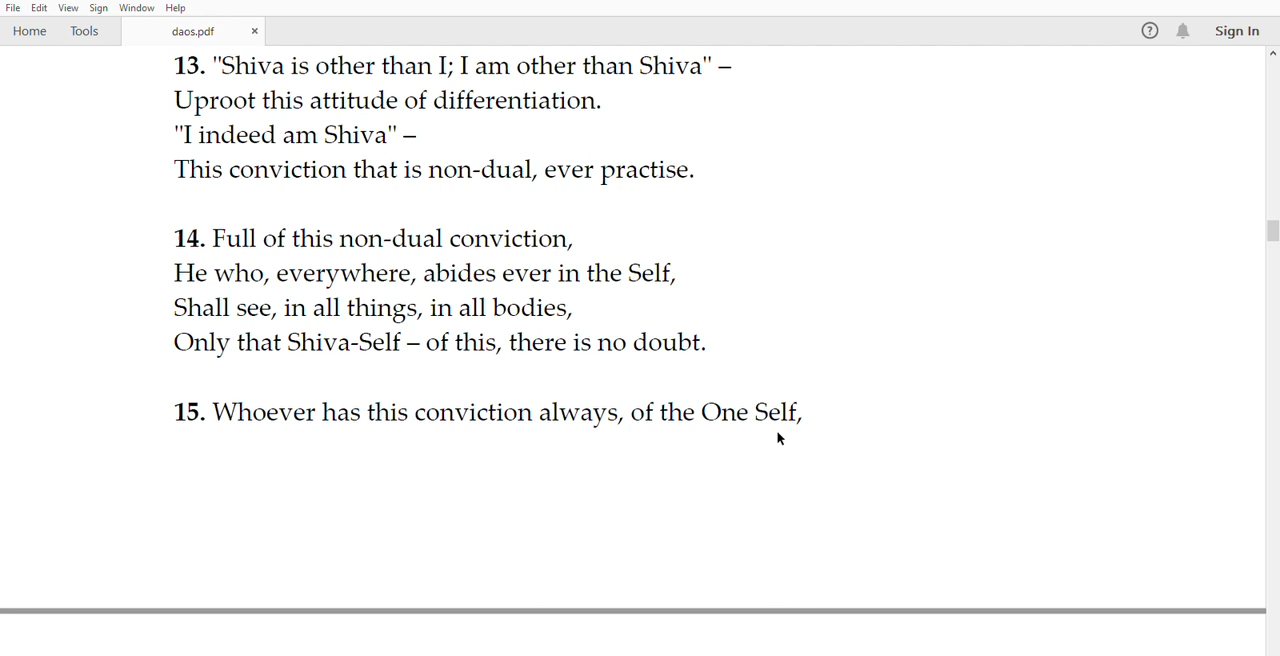 File Edit View Sign Window Help
Home Tools daos.pdf × ? Sign In
13. "Shiva is other than I; I am other than Shiva" –
Uproot this attitude of differentiation.
"I indeed am Shiva" –
This conviction that is non-dual, ever practise.
14. Full of this non-dual conviction,
He who, everywhere, abides ever in the Self,
Shall see, in all things, in all bodies,
Only that Shiva-Self – of this, there is no doubt.
15. Whoever has this conviction always, of the One Self,